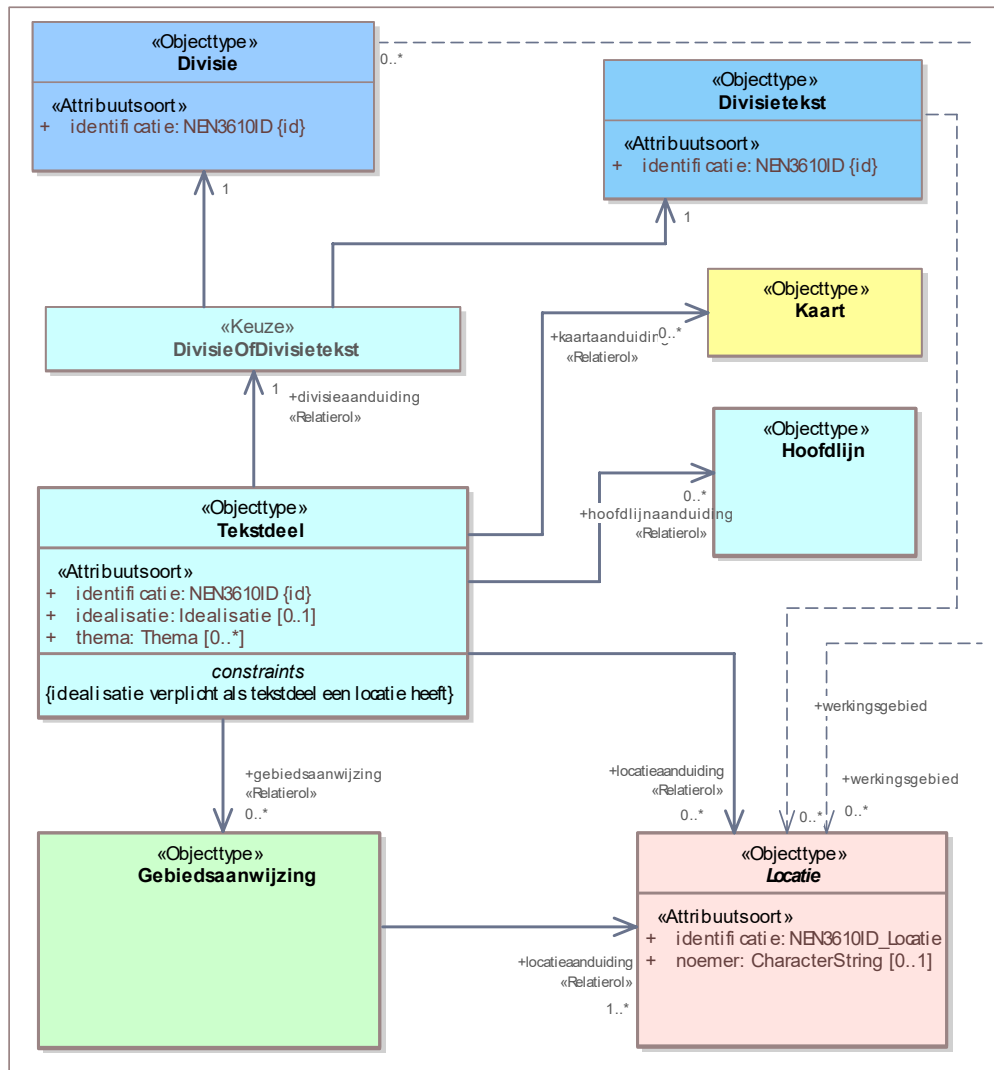 «Objecttype»
Divisie
«Attribuutsoort»
+ identificatie: NEN3610ID {id}
0..*
«Objecttype»
Divisietekst
«Attribuutsoort»
+ identificatie: NEN3610ID {id}
1
1
«Keuze»
DivisieOfDivisietekst
«Objecttype»
Kaart
+kaartaanduiding
0..*
«Relatierol»
1
+divisieaanduiding
«Relatierol»
«Objecttype»
Hoofdlijn
0..*
+hoofdlijnaanduiding
«Relatierol»
«Objecttype»
Tekstdeel
«Attribuutsoort»
+ identificatie: NEN3610ID {id}
+ idealisatie: Idealisatie [0..1]
+ thema: Thema [0..*]
constraints
{idealisatie verplicht als tekstdeel een locatie heeft}
+werkingsgebied
+gebiedsaanwijzing
«Relatierol»
0..*
+locatieaanduiding
«Relatierol»
0..*
0..*
+werkingsgebied
0..*
«Objecttype»
Gebiedsaanwijzing
«Objecttype»
Locatie
«Attribuutsoort»
+ identificatie: NEN3610ID_Locatie
+ noemer: CharacterString [0..1]
+locatieaanduiding
«Relatierol»
1..*